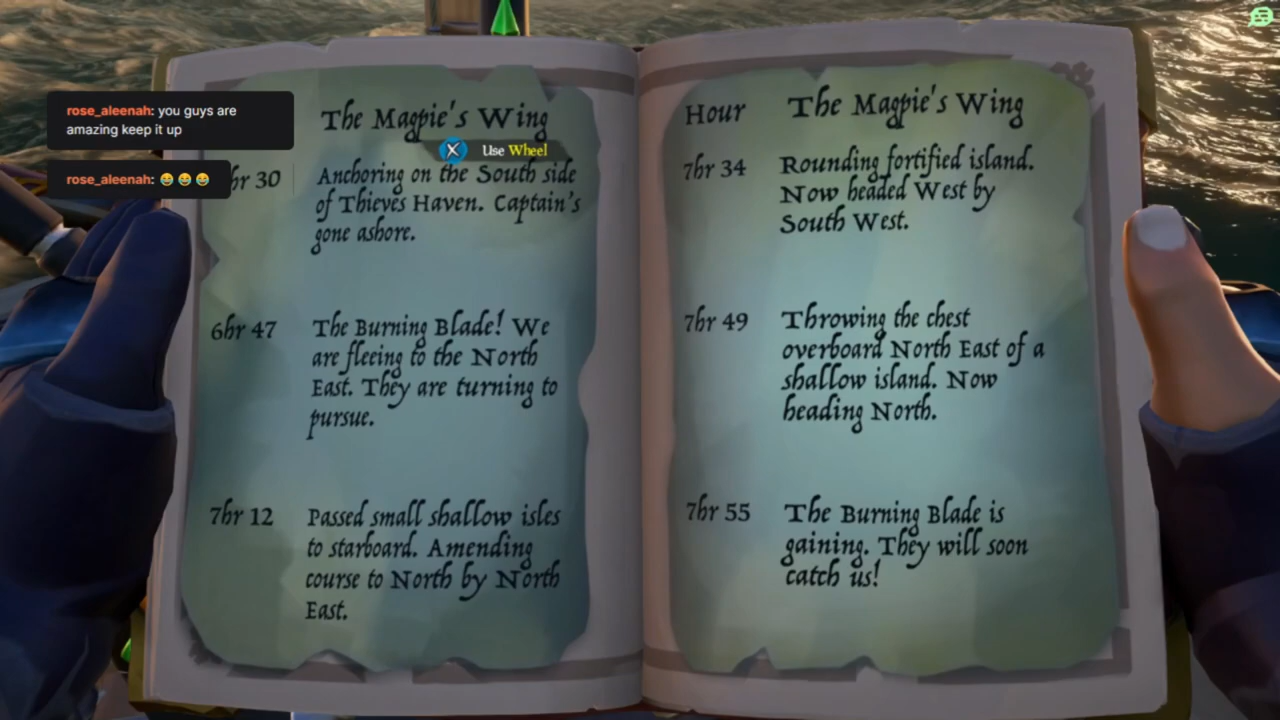 rose_aleenah: you guys are
amazing keep it up
rose_aleenah: 😂😂😂
The Magpie's Wing
Use Wheel
hr 30
Anchoring on the South side
of Thieves Haven. Captain's
gone ashore.
6hr 47
The Burning Blade! We
are fleeing to the North
East. They are turning to
pursue.
7hr 12
Passed small shallow isles
to starboard. Amending
course to North by North
East.
Hour
The Magpie's Wing
7hr 34
Rounding fortified island.
Now headed West by
South West.
7hr 49
Throwing the chest
overboard North East of a
shallow island. Now
heading North.
7hr 55
The Burning Blade is
gaining. They will soon
catch us!